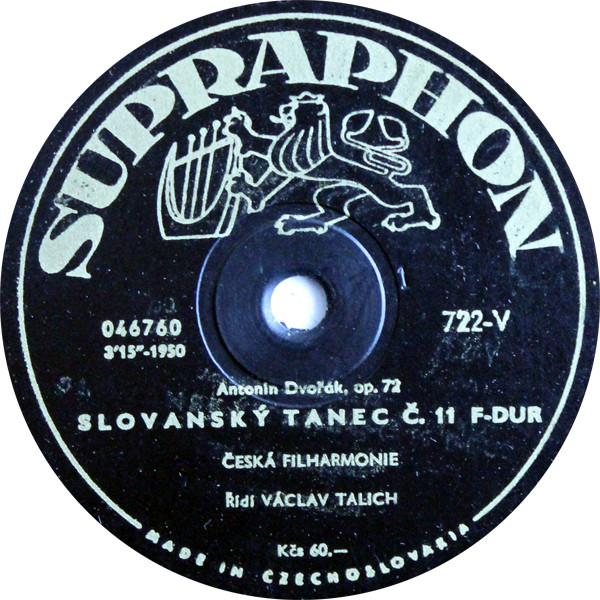 SUPRAPHON
046760
722-V
3'15"-1950
Antonín Dvořák, op. 72
SLOVANSKÝ TANEC Č. 11 F-DUR
ČESKÁ FILHARMONIE
Řídí VÁCLAV TALICH
Kčs 60.—
MADE IN CZECHOSLOVAKIA